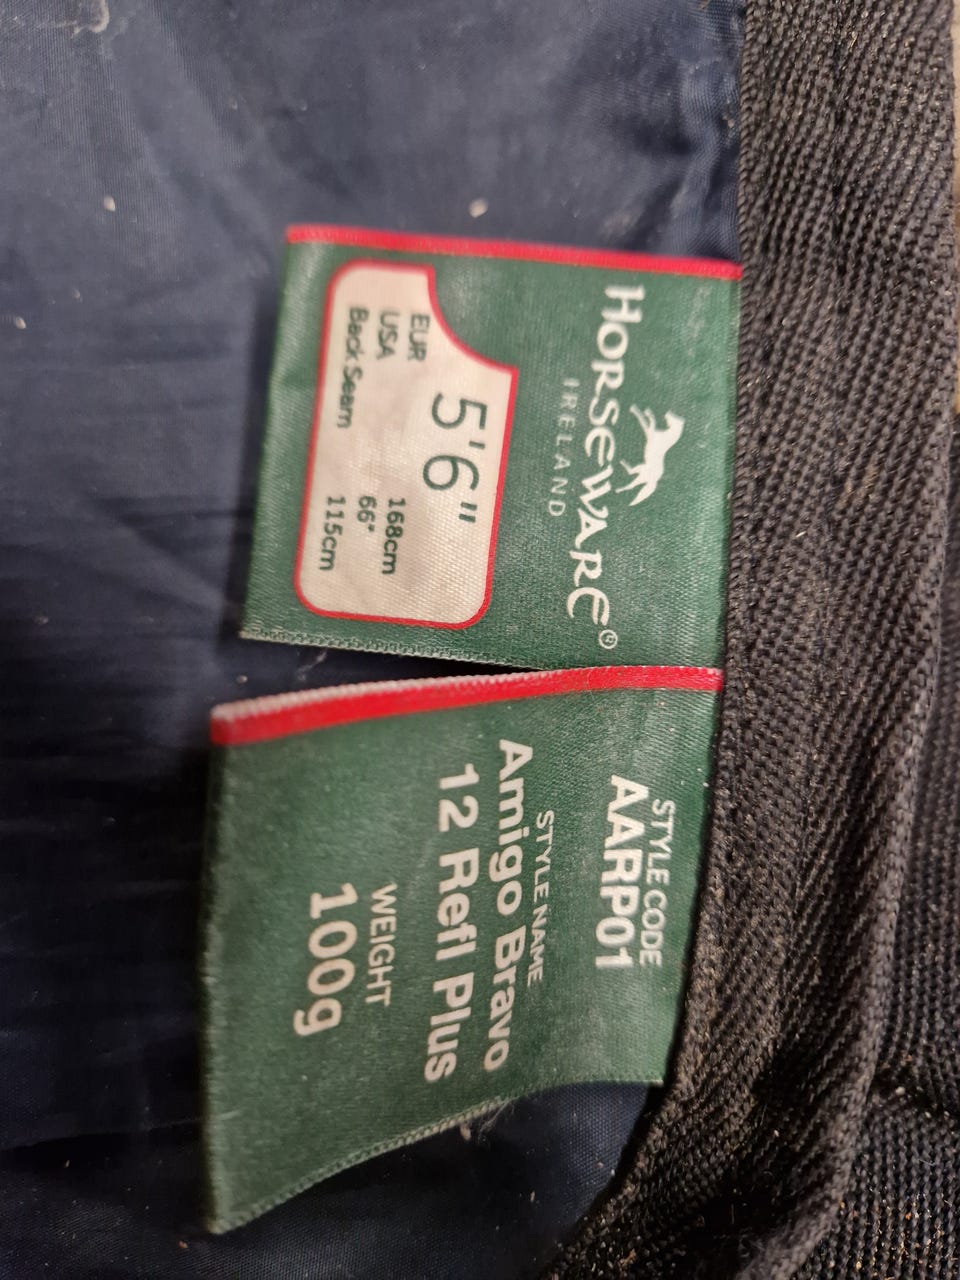 HORSEWARE®
IRELAND
5'6"
EUR 168cm
USA 66"
Back Seam 115cm
STYLE CODE
AARP01
STYLE NAME
Amigo Bravo
12 Refl Plus
WEIGHT
100g